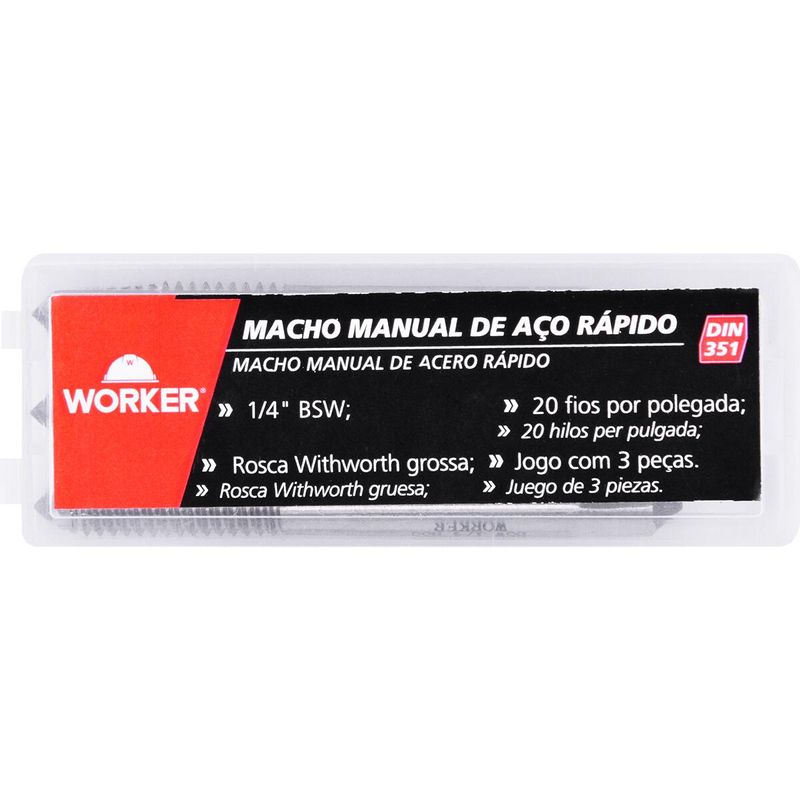 MACHO MANUAL DE AÇO RÁPIDO
MACHO MANUAL DE ACERO RÁPIDO
DIN
351
W
WORKER®
» 1/4" BSW;
» 20 fios por polegada;
» 20 hilos per pulgada;
» Rosca Withworth grossa;
» Rosca Withworth gruesa;
» Jogo com 3 peças.
» Juego de 3 piezas.
WORKER